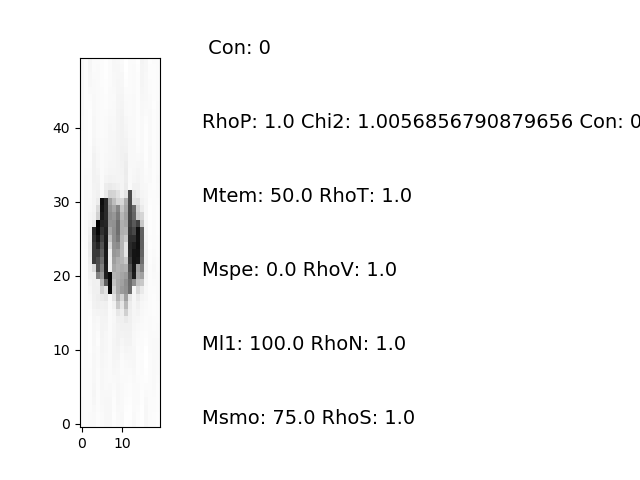 Con: 0
RhoP: 1.0 Chi2: 1.0056856790879656 Con: 0
Mtem: 50.0 RhoT: 1.0
Mspe: 0.0 RhoV: 1.0
Ml1: 100.0 RhoN: 1.0
Msmo: 75.0 RhoS: 1.0
40
30
20
10
0
0 10